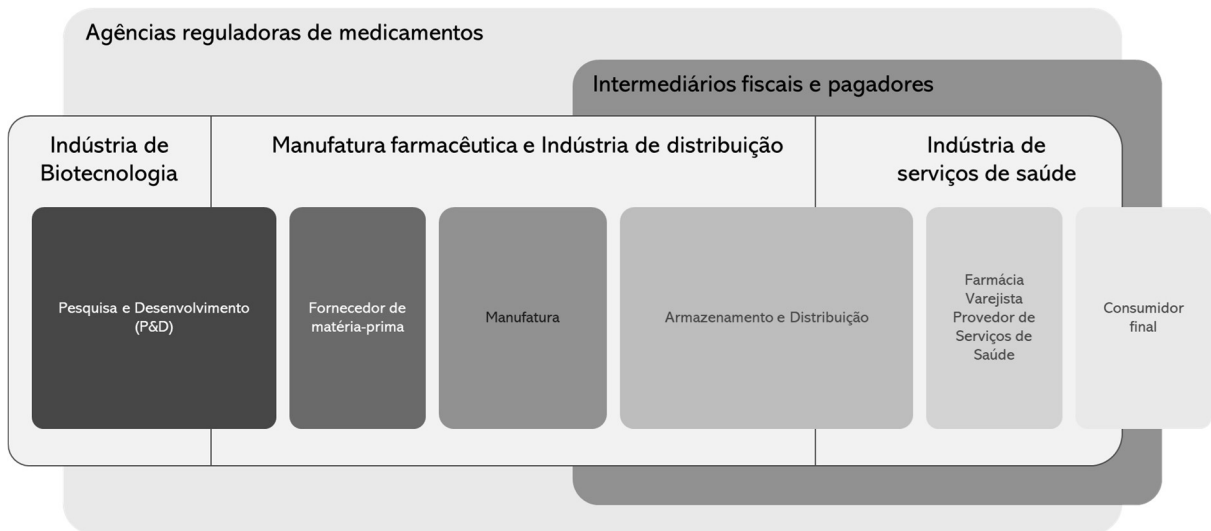 Agências reguladoras de medicamentos
Intermediários fiscais e pagadores
Indústria de
Biotecnologia
Manufatura farmacêutica e Indústria de distribuição
Indústria de
serviços de saúde
Pesquisa e Desenvolvimento
(P&D)
Fornecedor de
matéria-prima
Manufatura
Armazenamento e Distribuição
Farmácia
Varejista
Provedor de
Serviços de
Saúde
Consumidor
final